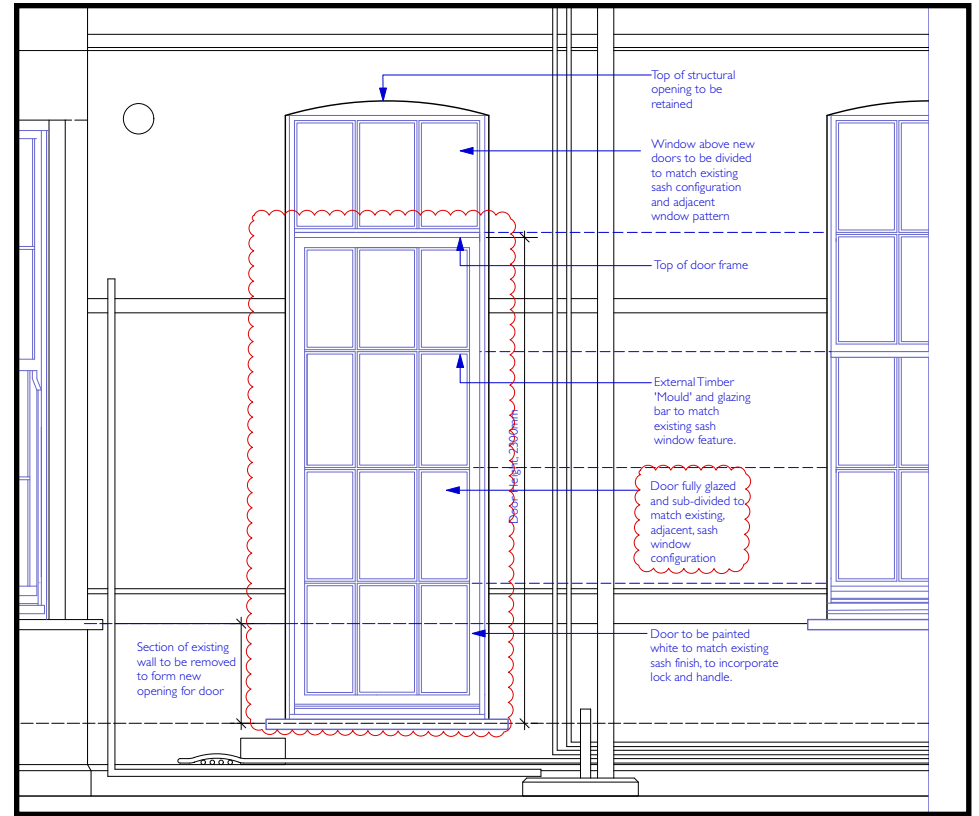 Top of structural
opening to be
retained
Window above new
doors to be divided
to match existing
sash configuration
and adjacent
wndow pattern
Top of door frame
External Timber
'Mould' and glazing
bar to match
existing sash
window feature.
Door Height, 2300mm
Door fully glazed
and sub-divided to
match existing,
adjacent, sash
window
configuration
Section of existing
wall to be removed
to form new
opening for door
Door to be painted
white to match existing
sash finish, to incorporate
lock and handle.